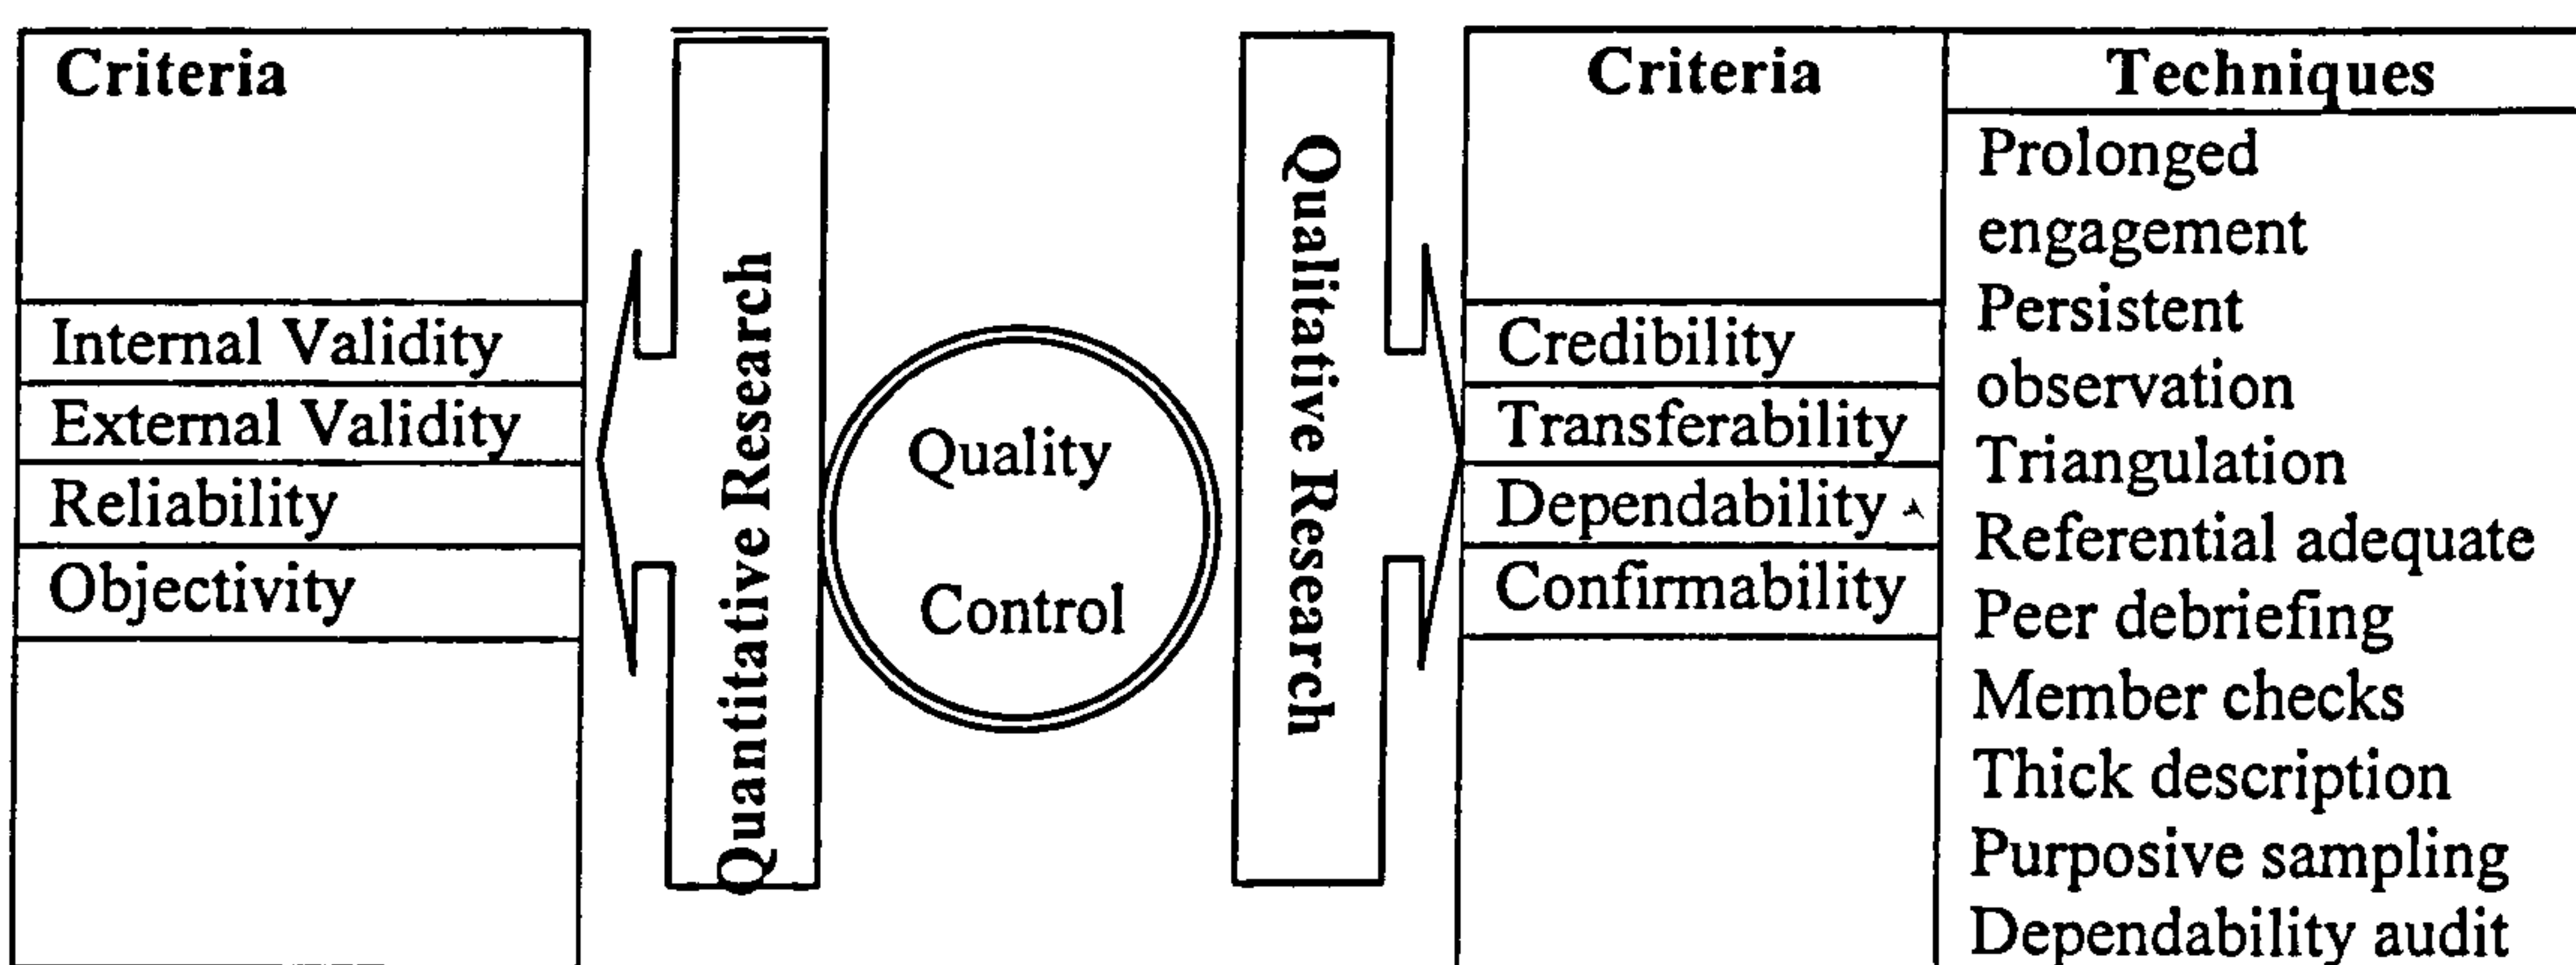 Criteria
Internal Validity
External Validity
Reliability
Objectivity
Quantitative Research
Quality
Control
Qualitative Research
Criteria
Credibility
Transferability
Dependability
Confirmability
Techniques
Prolonged
engagement
Persistent
observation
Triangulation
Referential adequate
Peer debriefing
Member checks
Thick description
Purposive sampling
Dependability audit